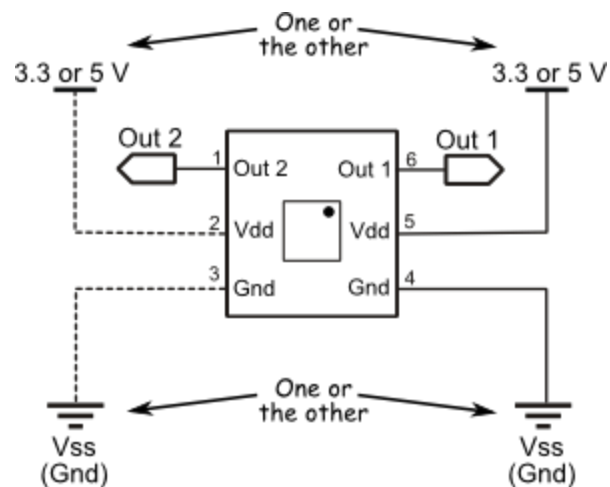 One or
the other
3.3 or 5 V
3.3 or 5 V
Out 2
Out 1
1
Out 2
Out 1
6
2
Vdd
Vdd
5
3
Gnd
Gnd
4
One or
the other
Vss
(Gnd)
Vss
(Gnd)